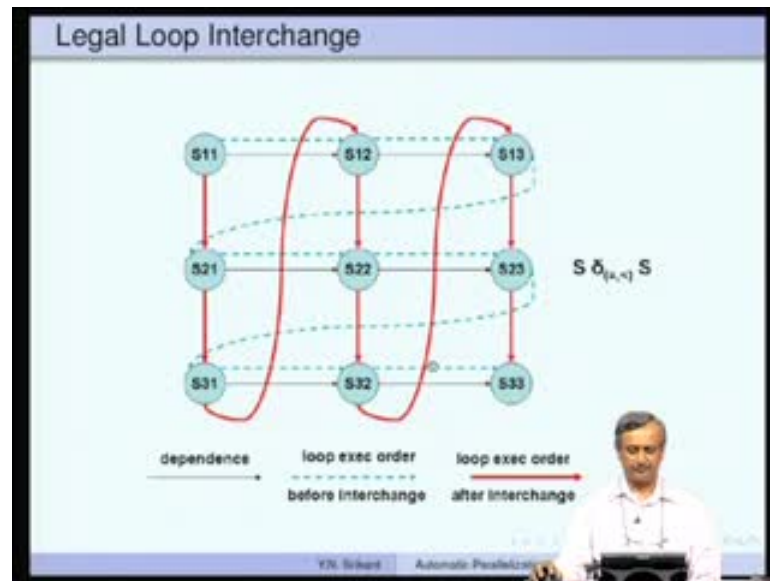 Legal Loop Interchange
S11 S12 S13
S21 S22 S23
S δ(=,<) S
S31 S32 S33
dependence
loop exec order
before interchange
loop exec order
after interchange
Y.N. Srikant
Automatic Parallelization